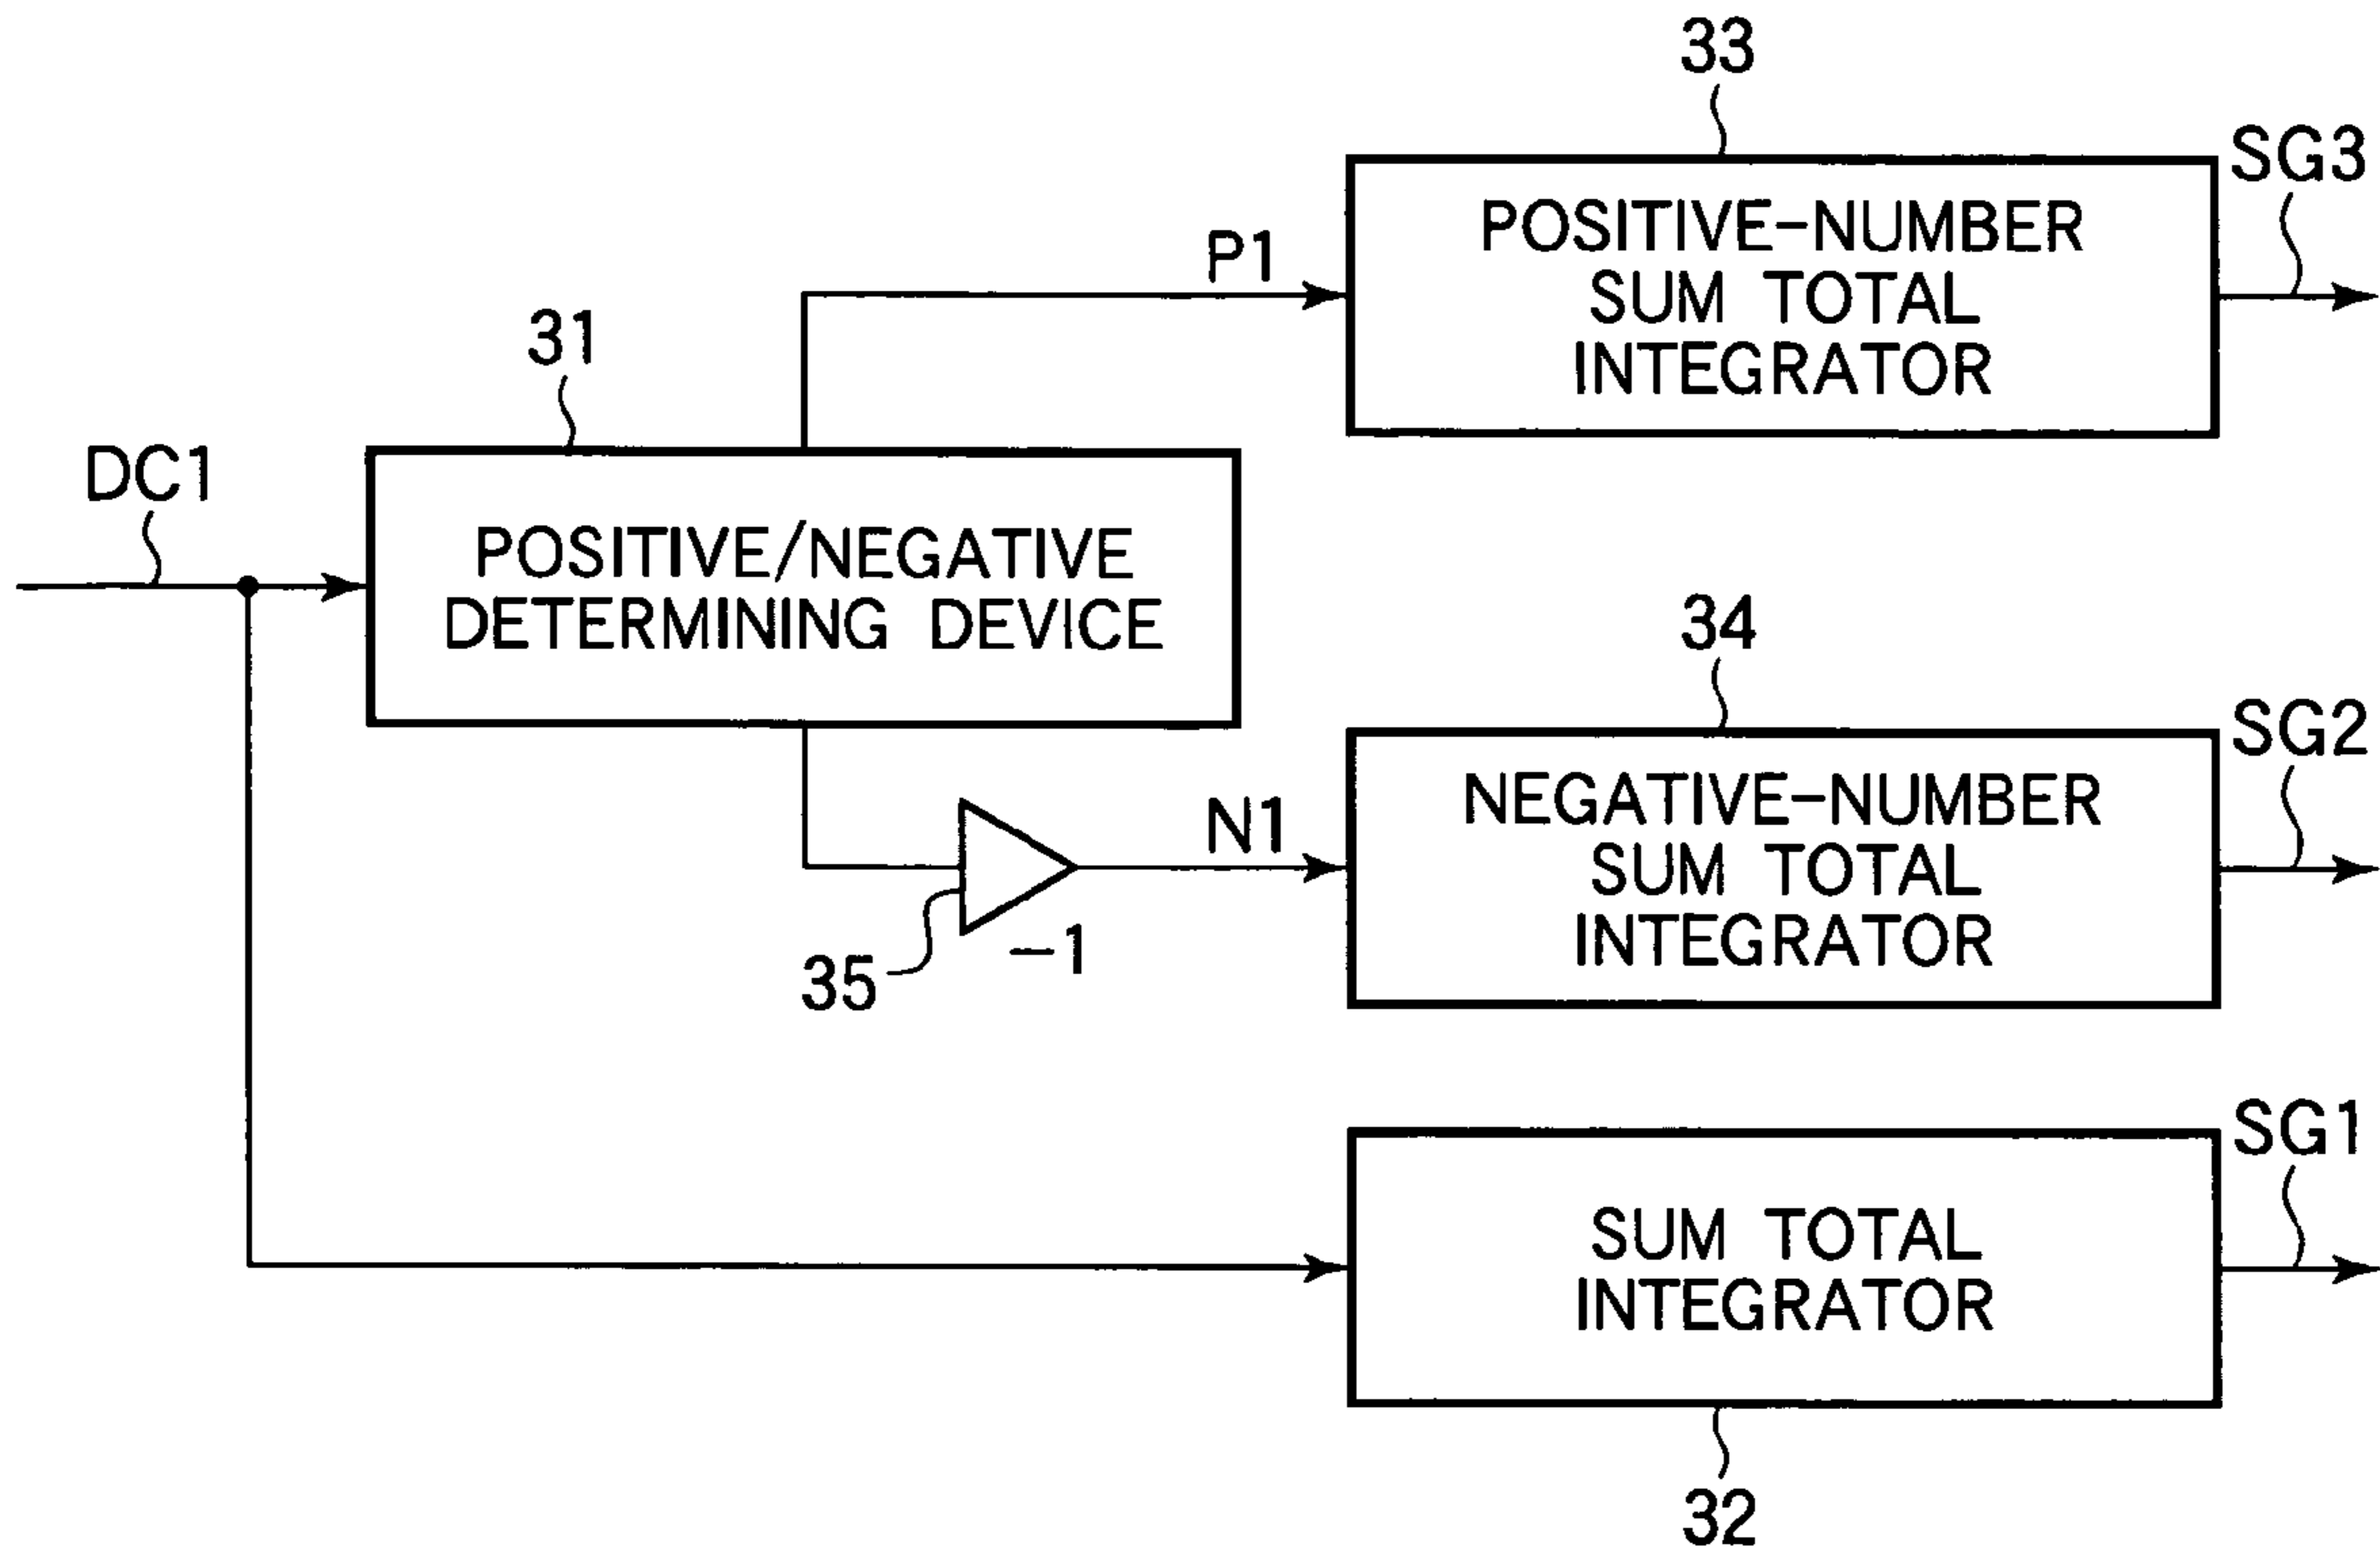 33
SG3
POSITIVE-NUMBER
SUM TOTAL
INTEGRATOR
P1
31
DC1
POSITIVE/NEGATIVE
DETERMINING DEVICE
34
SG2
NEGATIVE-NUMBER
SUM TOTAL
INTEGRATOR
N1
-1
35
SG1
SUM TOTAL
INTEGRATOR
32